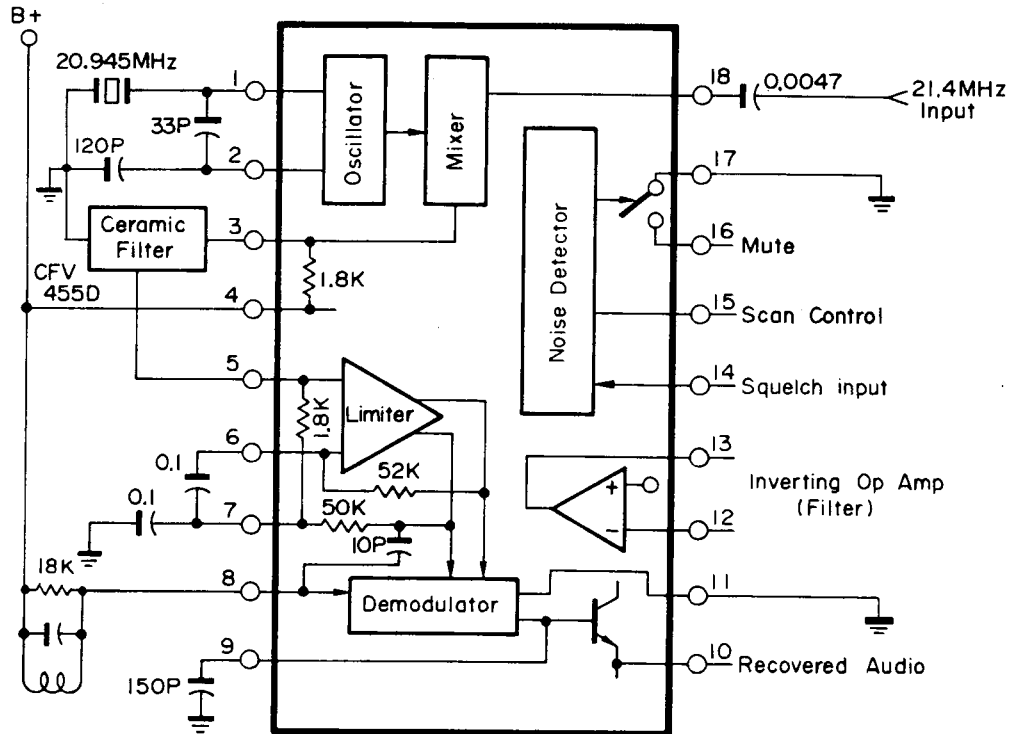 B+
20.945MHz
33P
120P
Ceramic
Filter
CFV
455D
1
2
3
4
5
6
7
8
9
1.8K
1.8K
0.1
0.1
18K
150P
Oscillator
Mixer
Noise Detector
Limiter
52K
50K
10P
Demodulator
+
-
18
17
16
15
14
13
12
11
10
0.0047
21.4MHz
Input
Mute
Scan Control
Squelch input
Inverting Op Amp
(Filter)
Recovered Audio